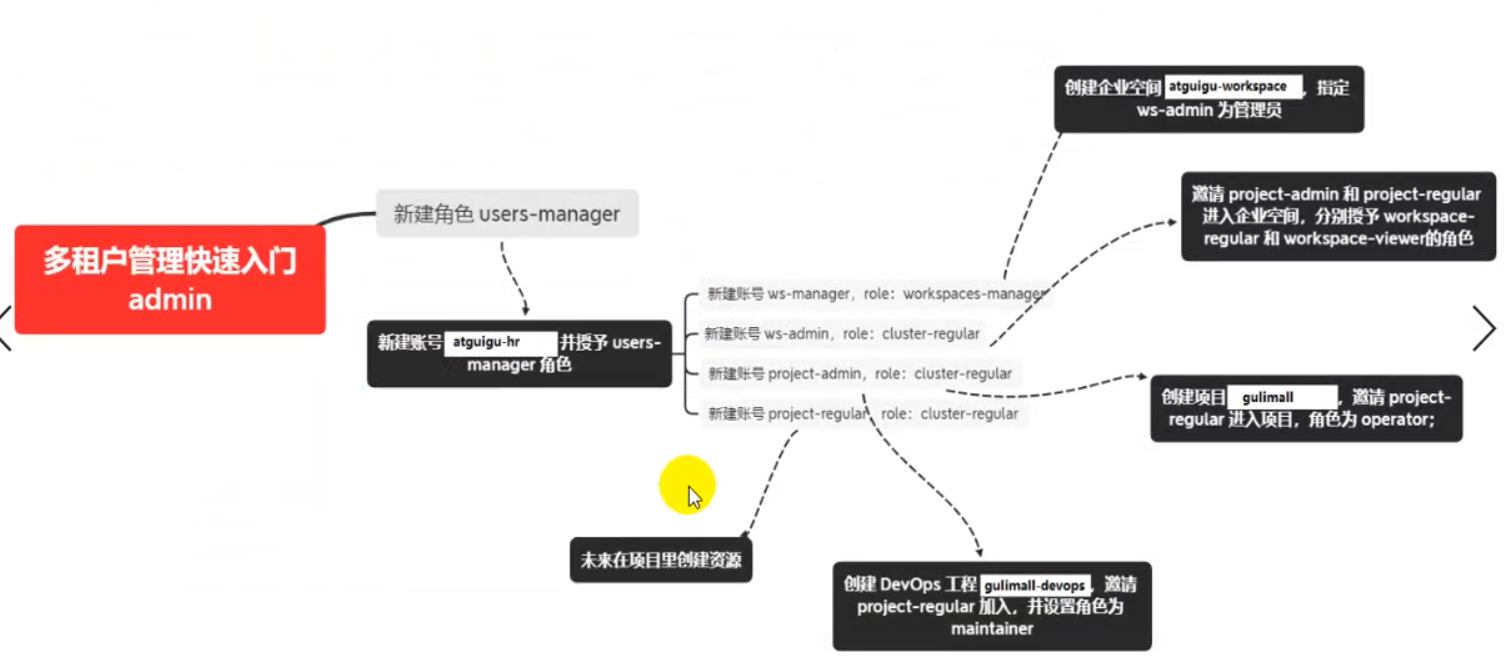 多租户管理快速入门
admin
新建角色 users-manager
新建账号 atguigu-hr 并授予 users-
manager 角色
新建账号 ws-manager，role：workspaces-manager
新建账号 ws-admin，role：cluster-regular
新建账号 project-admin，role：cluster-regular
新建账号 project-regular，role：cluster-regular
创建企业空间 atguigu-workspace ，指定
ws-admin 为管理员
邀请 project-admin 和 project-regular
进入企业空间，分别授予 workspace-
regular 和 workspace-viewer的角色
创建项目 gulimall ，邀请 project-
regular 进入项目，角色为 operator；
未来在项目里创建资源
创建 DevOps 工程 gulimall-devops ，邀请
project-regular 加入，并设置角色为
maintainer